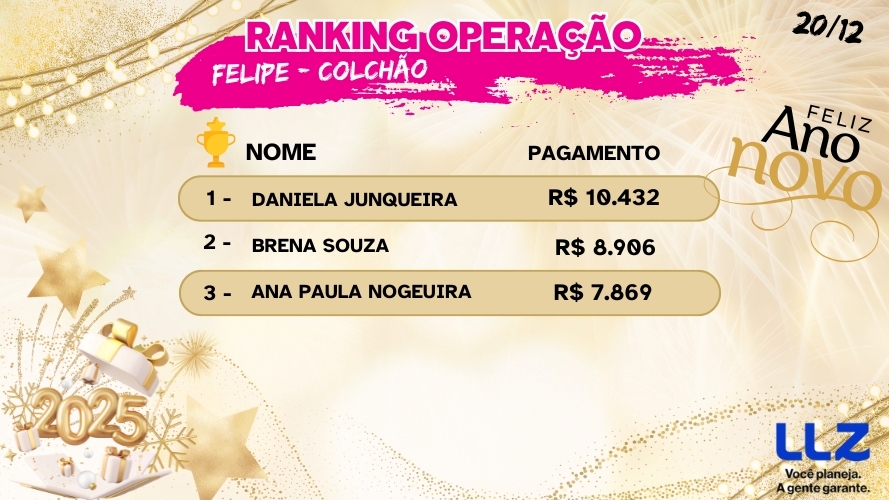 RANKING OPERAÇÃO
20/12
FELIPE - COLCHÃO
FELIZ
Ano
novo
NOME PAGAMENTO
1 - DANIELA JUNQUEIRA R$ 10.432
2 - BRENA SOUZA R$ 8.906
3 - ANA PAULA NOGEUIRA R$ 7.869
2025
LLZ
Você planeja.
A gente garante.